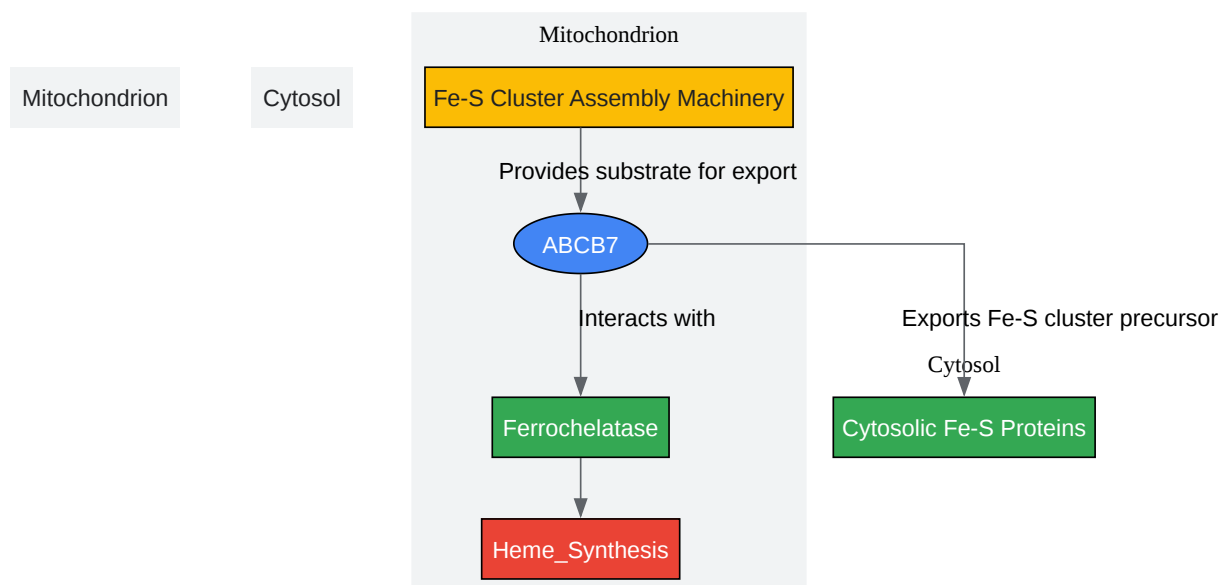 Mitochondrion
Mitochondrion
Cytosol
Fe-S Cluster Assembly Machinery
Provides substrate for export
ABCB7
Interacts with
Exports Fe-S cluster precursor
Cytosol
Ferrochelatase
Cytosolic Fe-S Proteins
Heme_Synthesis